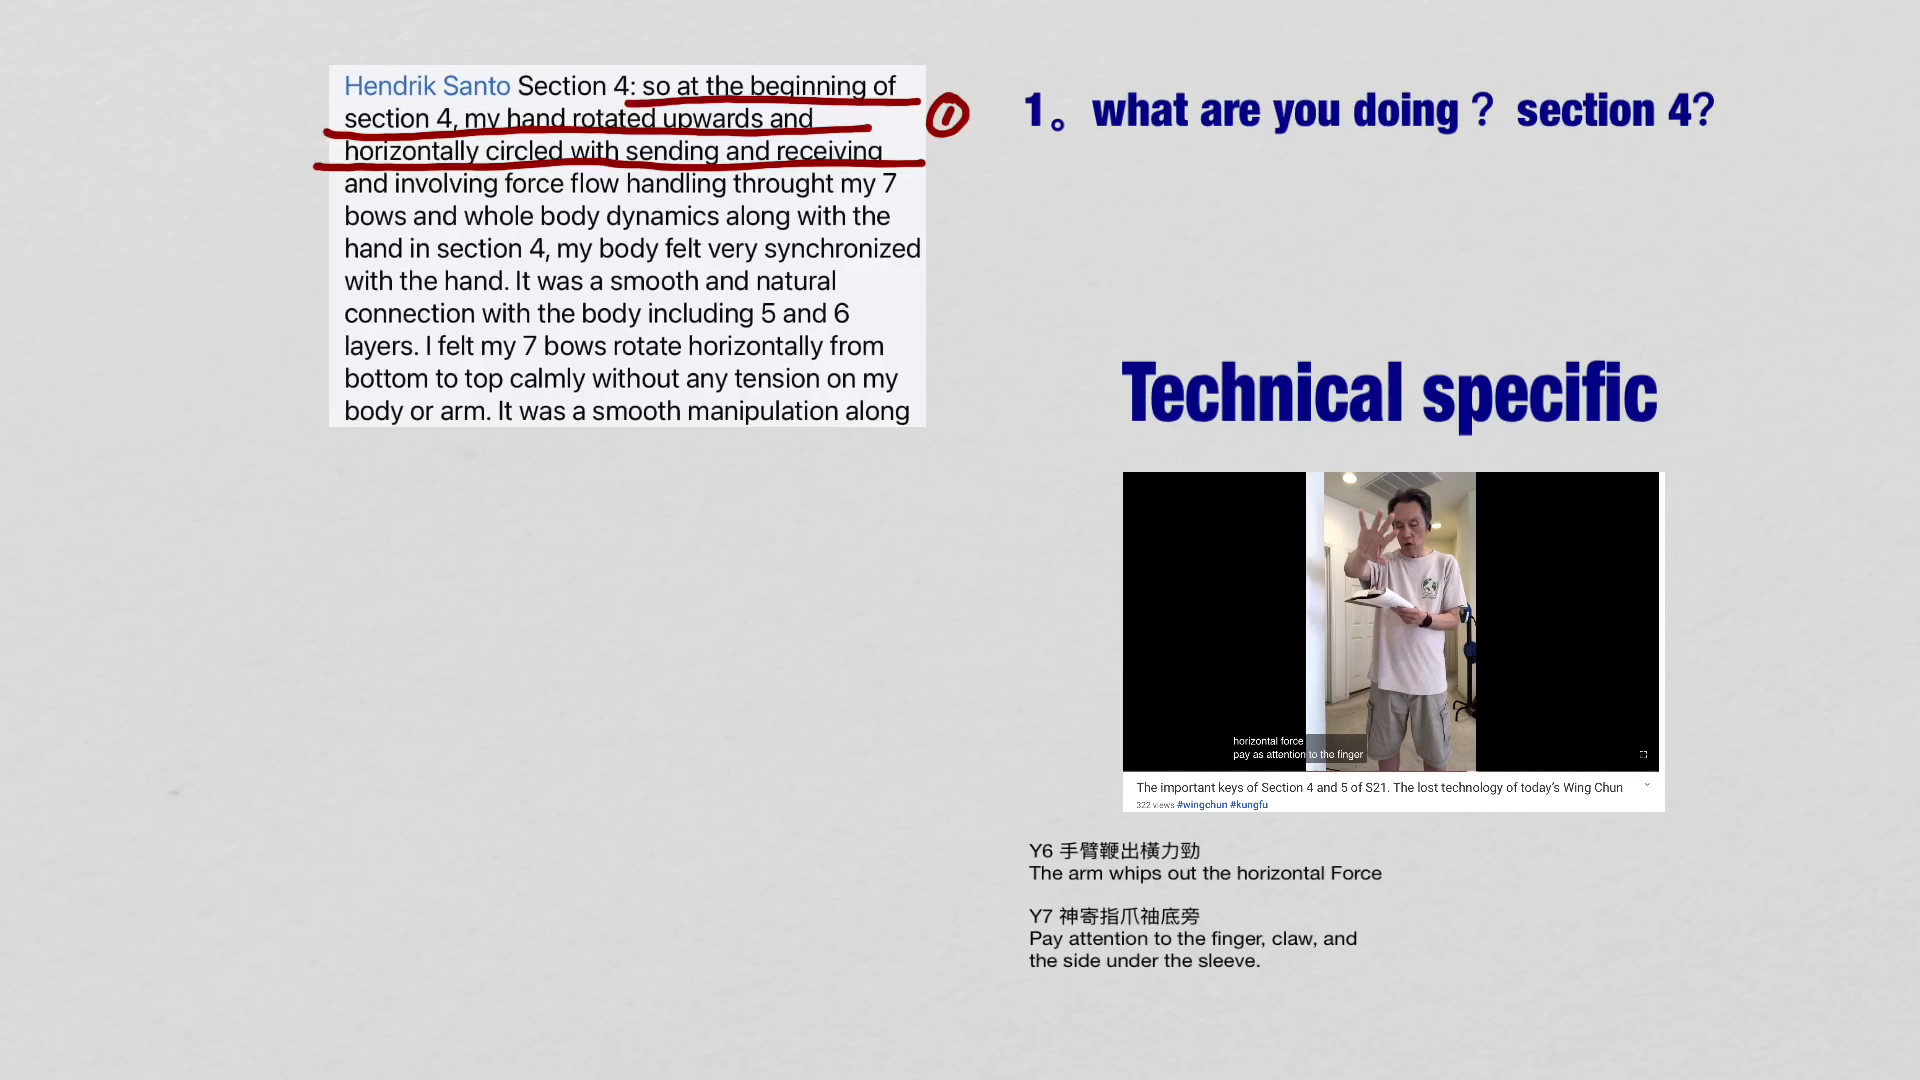 Hendrik Santo Section 4: so at the beginning of
section 4, my hand rotated upwards and
horizontally circled with sending and receiving
and involving force flow handling throught my 7
bows and whole body dynamics along with the
hand in section 4, my body felt very synchronized
with the hand. It was a smooth and natural
connection with the body including 5 and 6
layers. I felt my 7 bows rotate horizontally from
bottom to top calmly without any tension on my
body or arm. It was a smooth manipulation along
1
1。what are you doing？ section 4?
Technical specific
horizontal force
pay as attention to the finger
The important keys of Section 4 and 5 of S21. The lost technology of today's Wing Chun
322 views #wingchun #kungfu
Y6 手臂鞭出橫力勁
The arm whips out the horizontal Force
Y7 神寄指爪袖底旁
Pay attention to the finger, claw, and
the side under the sleeve.